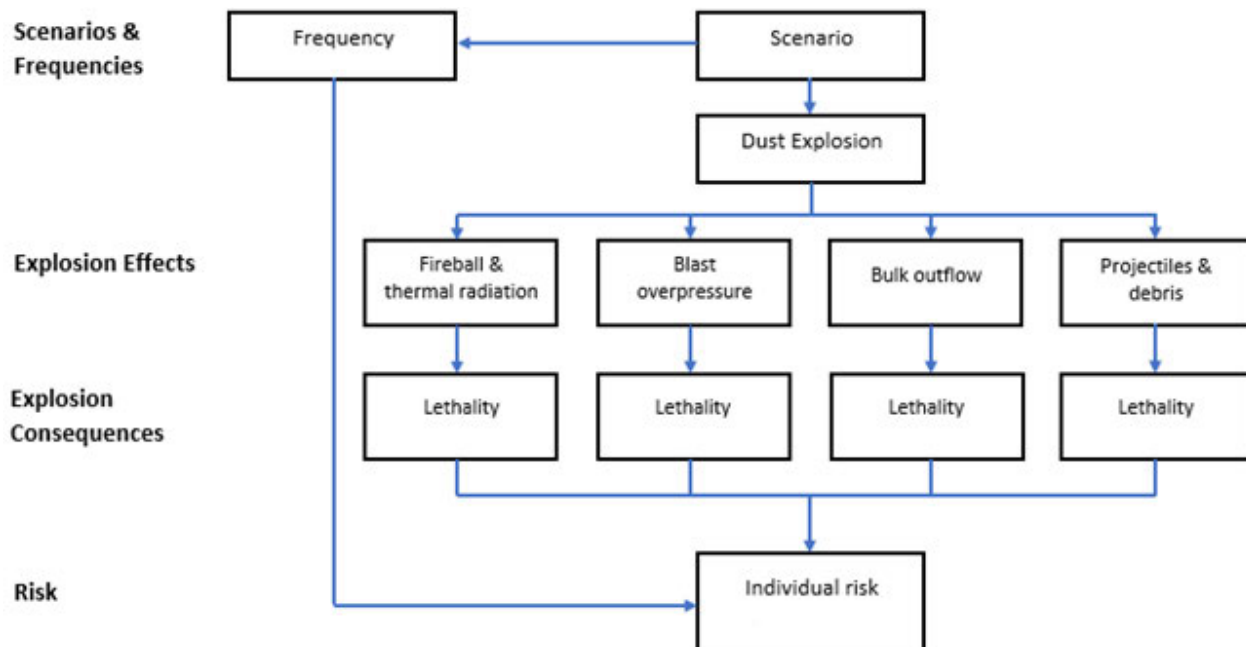 Scenarios &
Frequencies
Frequency
Scenario
Dust Explosion
Explosion Effects
Fireball &
thermal radiation
Blast
overpressure
Bulk outflow
Projectiles &
debris
Explosion
Consequences
Lethality
Lethality
Lethality
Lethality
Risk
Individual risk